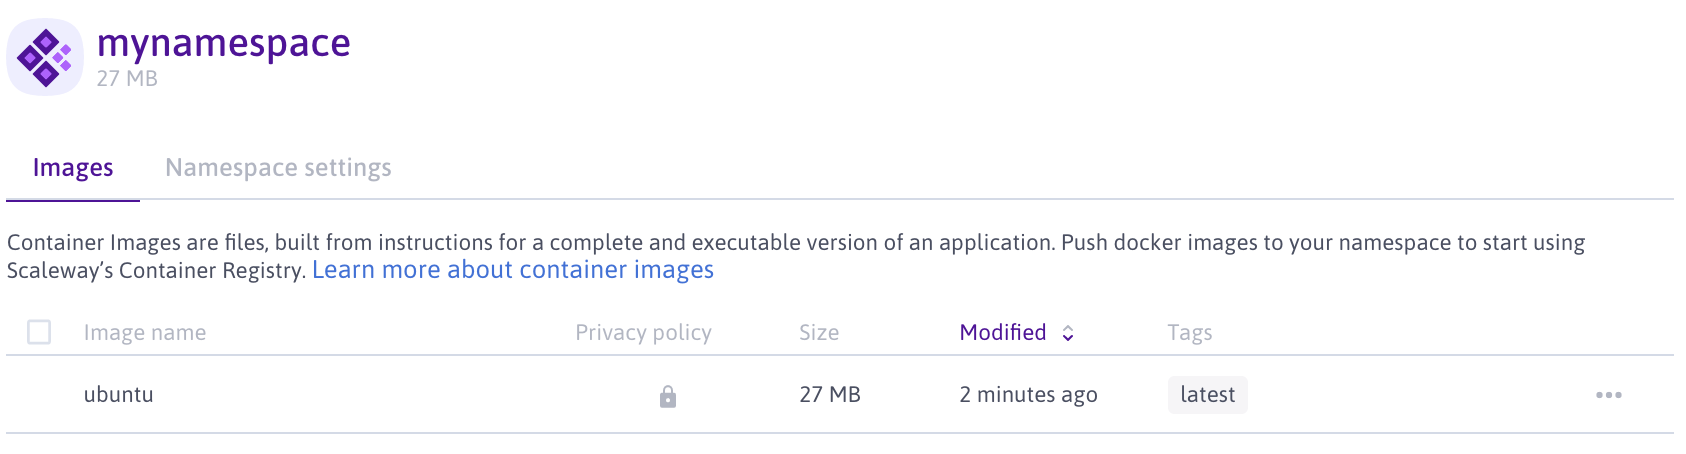 mynamespace
27 MB
Images Namespace settings
Container Images are files, built from instructions for a complete and executable version of an application. Push docker images to your namespace to start using
Scaleway’s Container Registry. Learn more about container images
Image name Privacy policy Size Modified Tags
ubuntu 27 MB 2 minutes ago latest